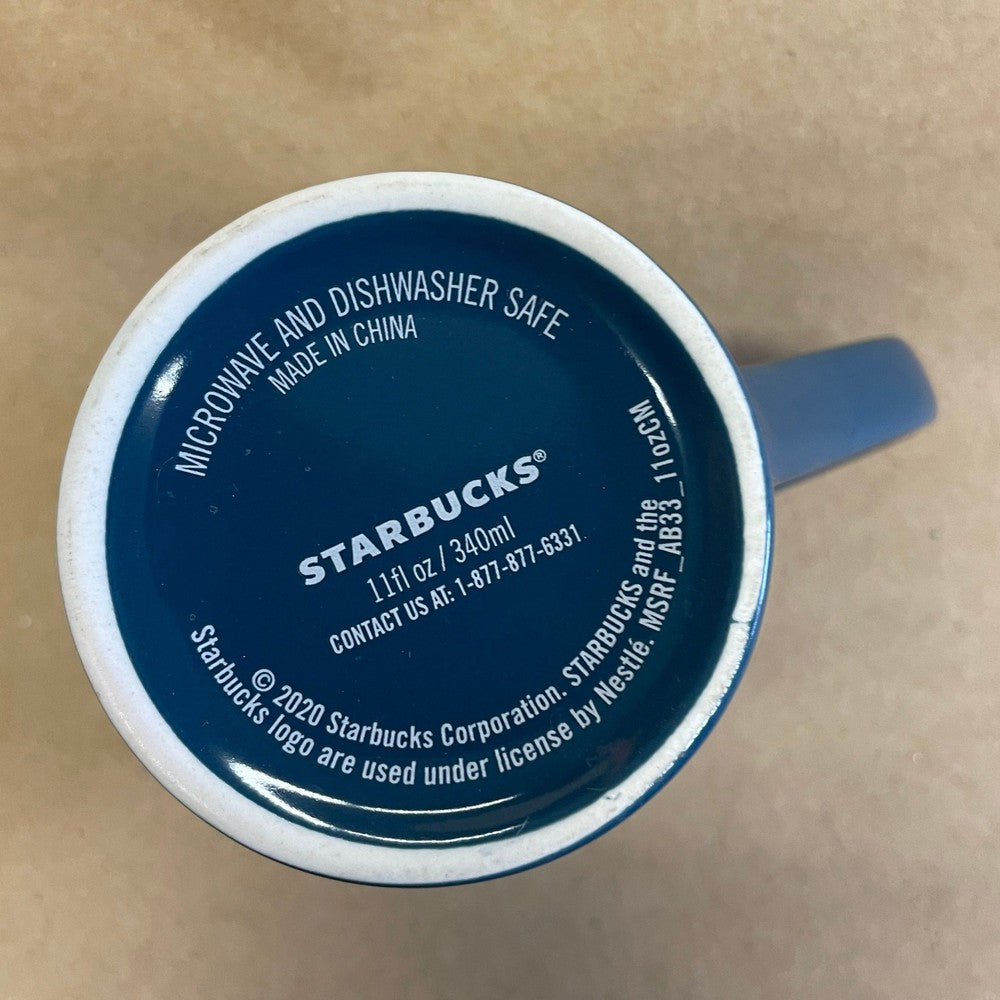 MICROWAVE AND DISHWASHER SAFE
MADE IN CHINA
STARBUCKS®
11fl oz / 340ml
CONTACT US AT: 1-877-877-6331
© 2020 Starbucks Corporation. STARBUCKS and the
Starbucks logo are used under license by Nestlé. MSRF_AB33_11ozCM